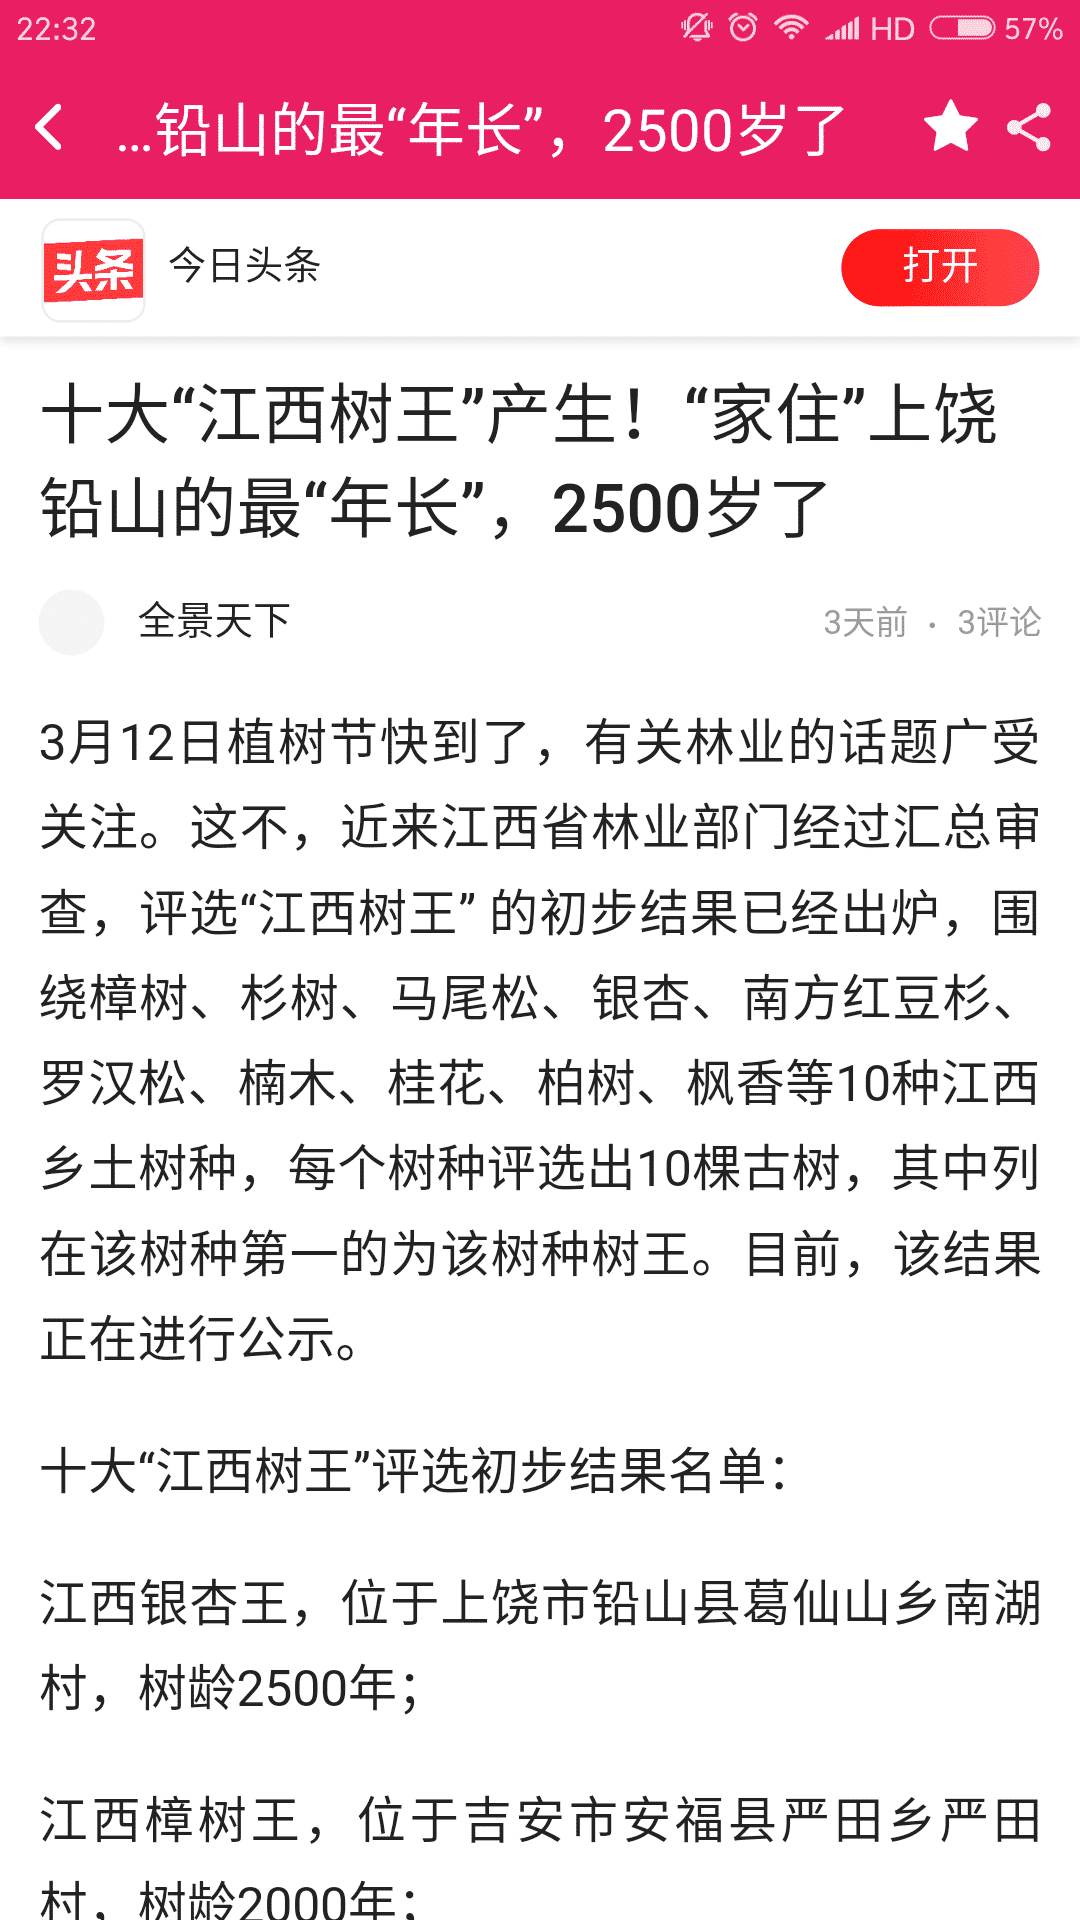 22:32
HD
57%
…铅山的最“年长”，2500岁了
头条
今日头条
打开
十大“江西树王”产生！“家住”上饶
铅山的最“年长”，2500岁了
全景天下
3天前 · 3评论
3月12日植树节快到了，有关林业的话题广受
关注。这不，近来江西省林业部门经过汇总审
查，评选“江西树王” 的初步结果已经出炉，围
绕樟树、杉树、马尾松、银杏、南方红豆杉、
罗汉松、楠木、桂花、柏树、枫香等10种江西
乡土树种，每个树种评选出10棵古树，其中列
在该树种第一的为该树种树王。目前，该结果
正在进行公示。
十大“江西树王”评选初步结果名单：
江西银杏王，位于上饶市铅山县葛仙山乡南湖
村，树龄2500年；
江西樟树王，位于吉安市安福县严田乡严田
村，树龄2000年；